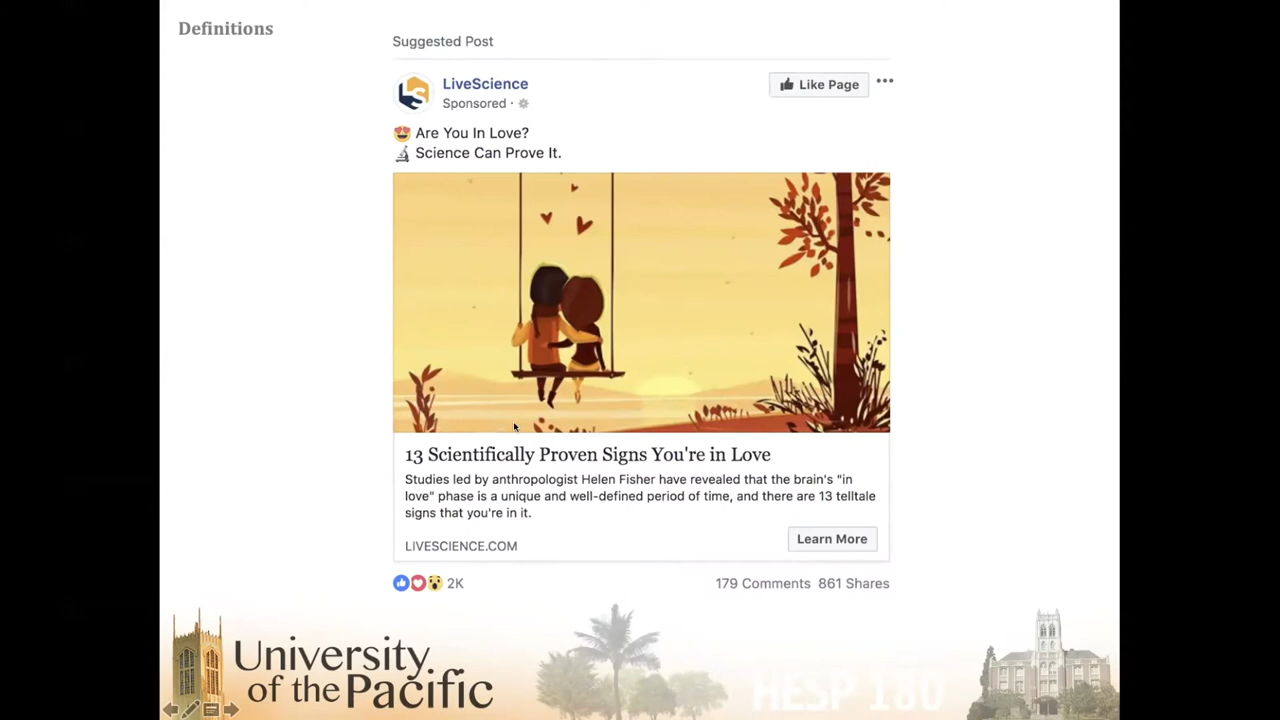 Definitions
Suggested Post
LiveScience
Sponsored ·
Like Page
Are You In Love?
Science Can Prove It.
13 Scientifically Proven Signs You're in Love
Studies led by anthropologist Helen Fisher have revealed that the brain's "in
love" phase is a unique and well-defined period of time, and there are 13 telltale
signs that you're in it.
LIVESCIENCE.COM
Learn More
2K
179 Comments 861 Shares
University
of the Pacific
HESP 130